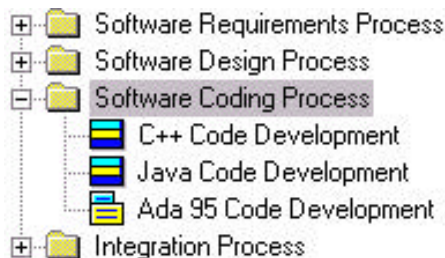 Software Requirements Process
Software Design Process
Software Coding Process
C++ Code Development
Java Code Development
Ada 95 Code Development
Integration Process